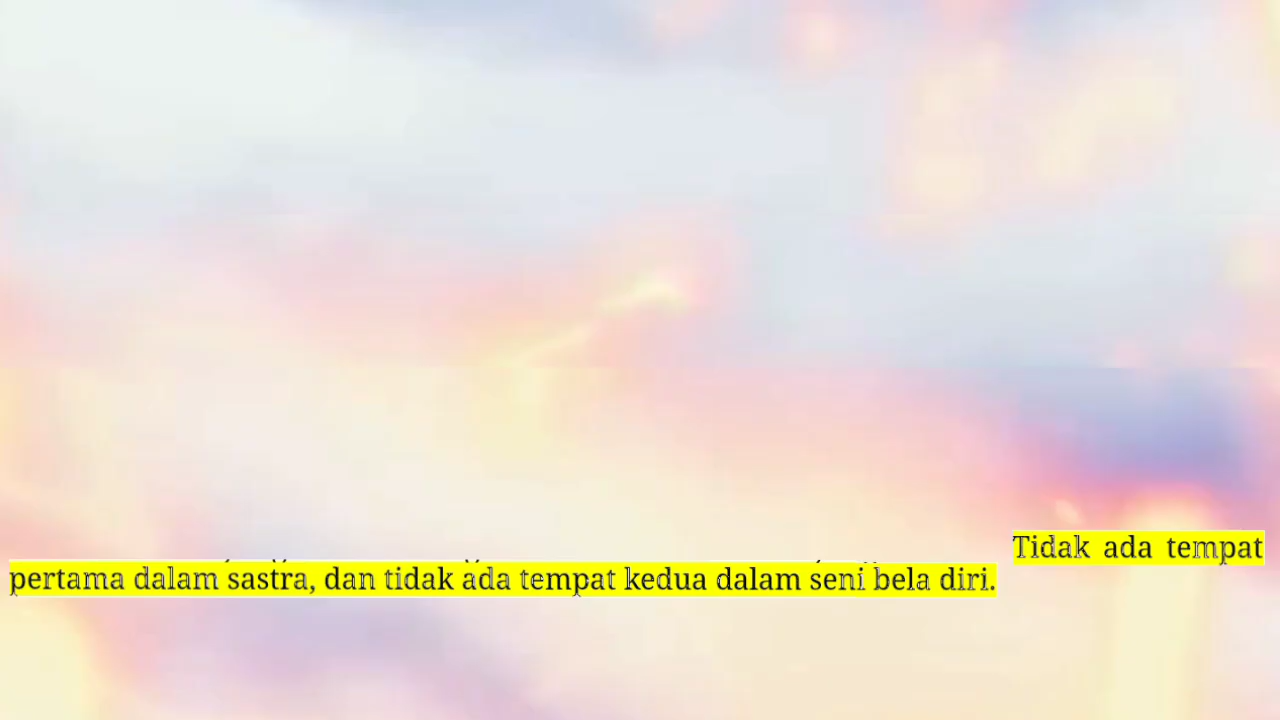 Tidak ada tempat
pertama dalam sastra, dan tidak ada tempat kedua dalam seni bela diri.